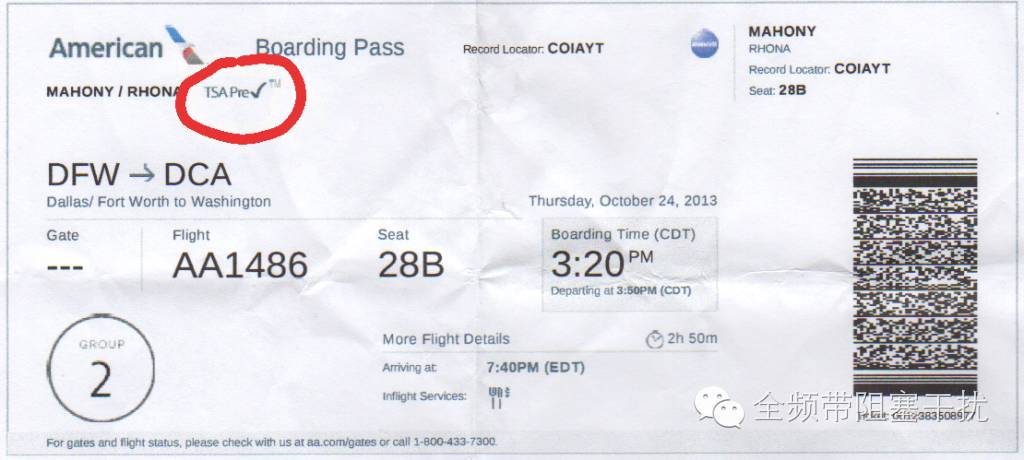 American
Boarding Pass
Record Locator: COIAYT
MAHONY / RHONA
TSA Pre✓™
MAHONY
RHONA
Record Locator: COIAYT
Seat: 28B
DFW → DCA
Dallas/ Fort Worth to Washington
Thursday, October 24, 2013
Gate
---
Flight
AA1486
Seat
28B
Boarding Time (CDT)
3:20 PM
Departing at 3:50PM (CDT)
GROUP
2
More Flight Details
2h 50m
Arriving at:
7:40PM (EDT)
Inflight Services:
For gates and flight status, please check with us at aa.com/gates or call 1-800-433-7300.
全频带阻塞干扰